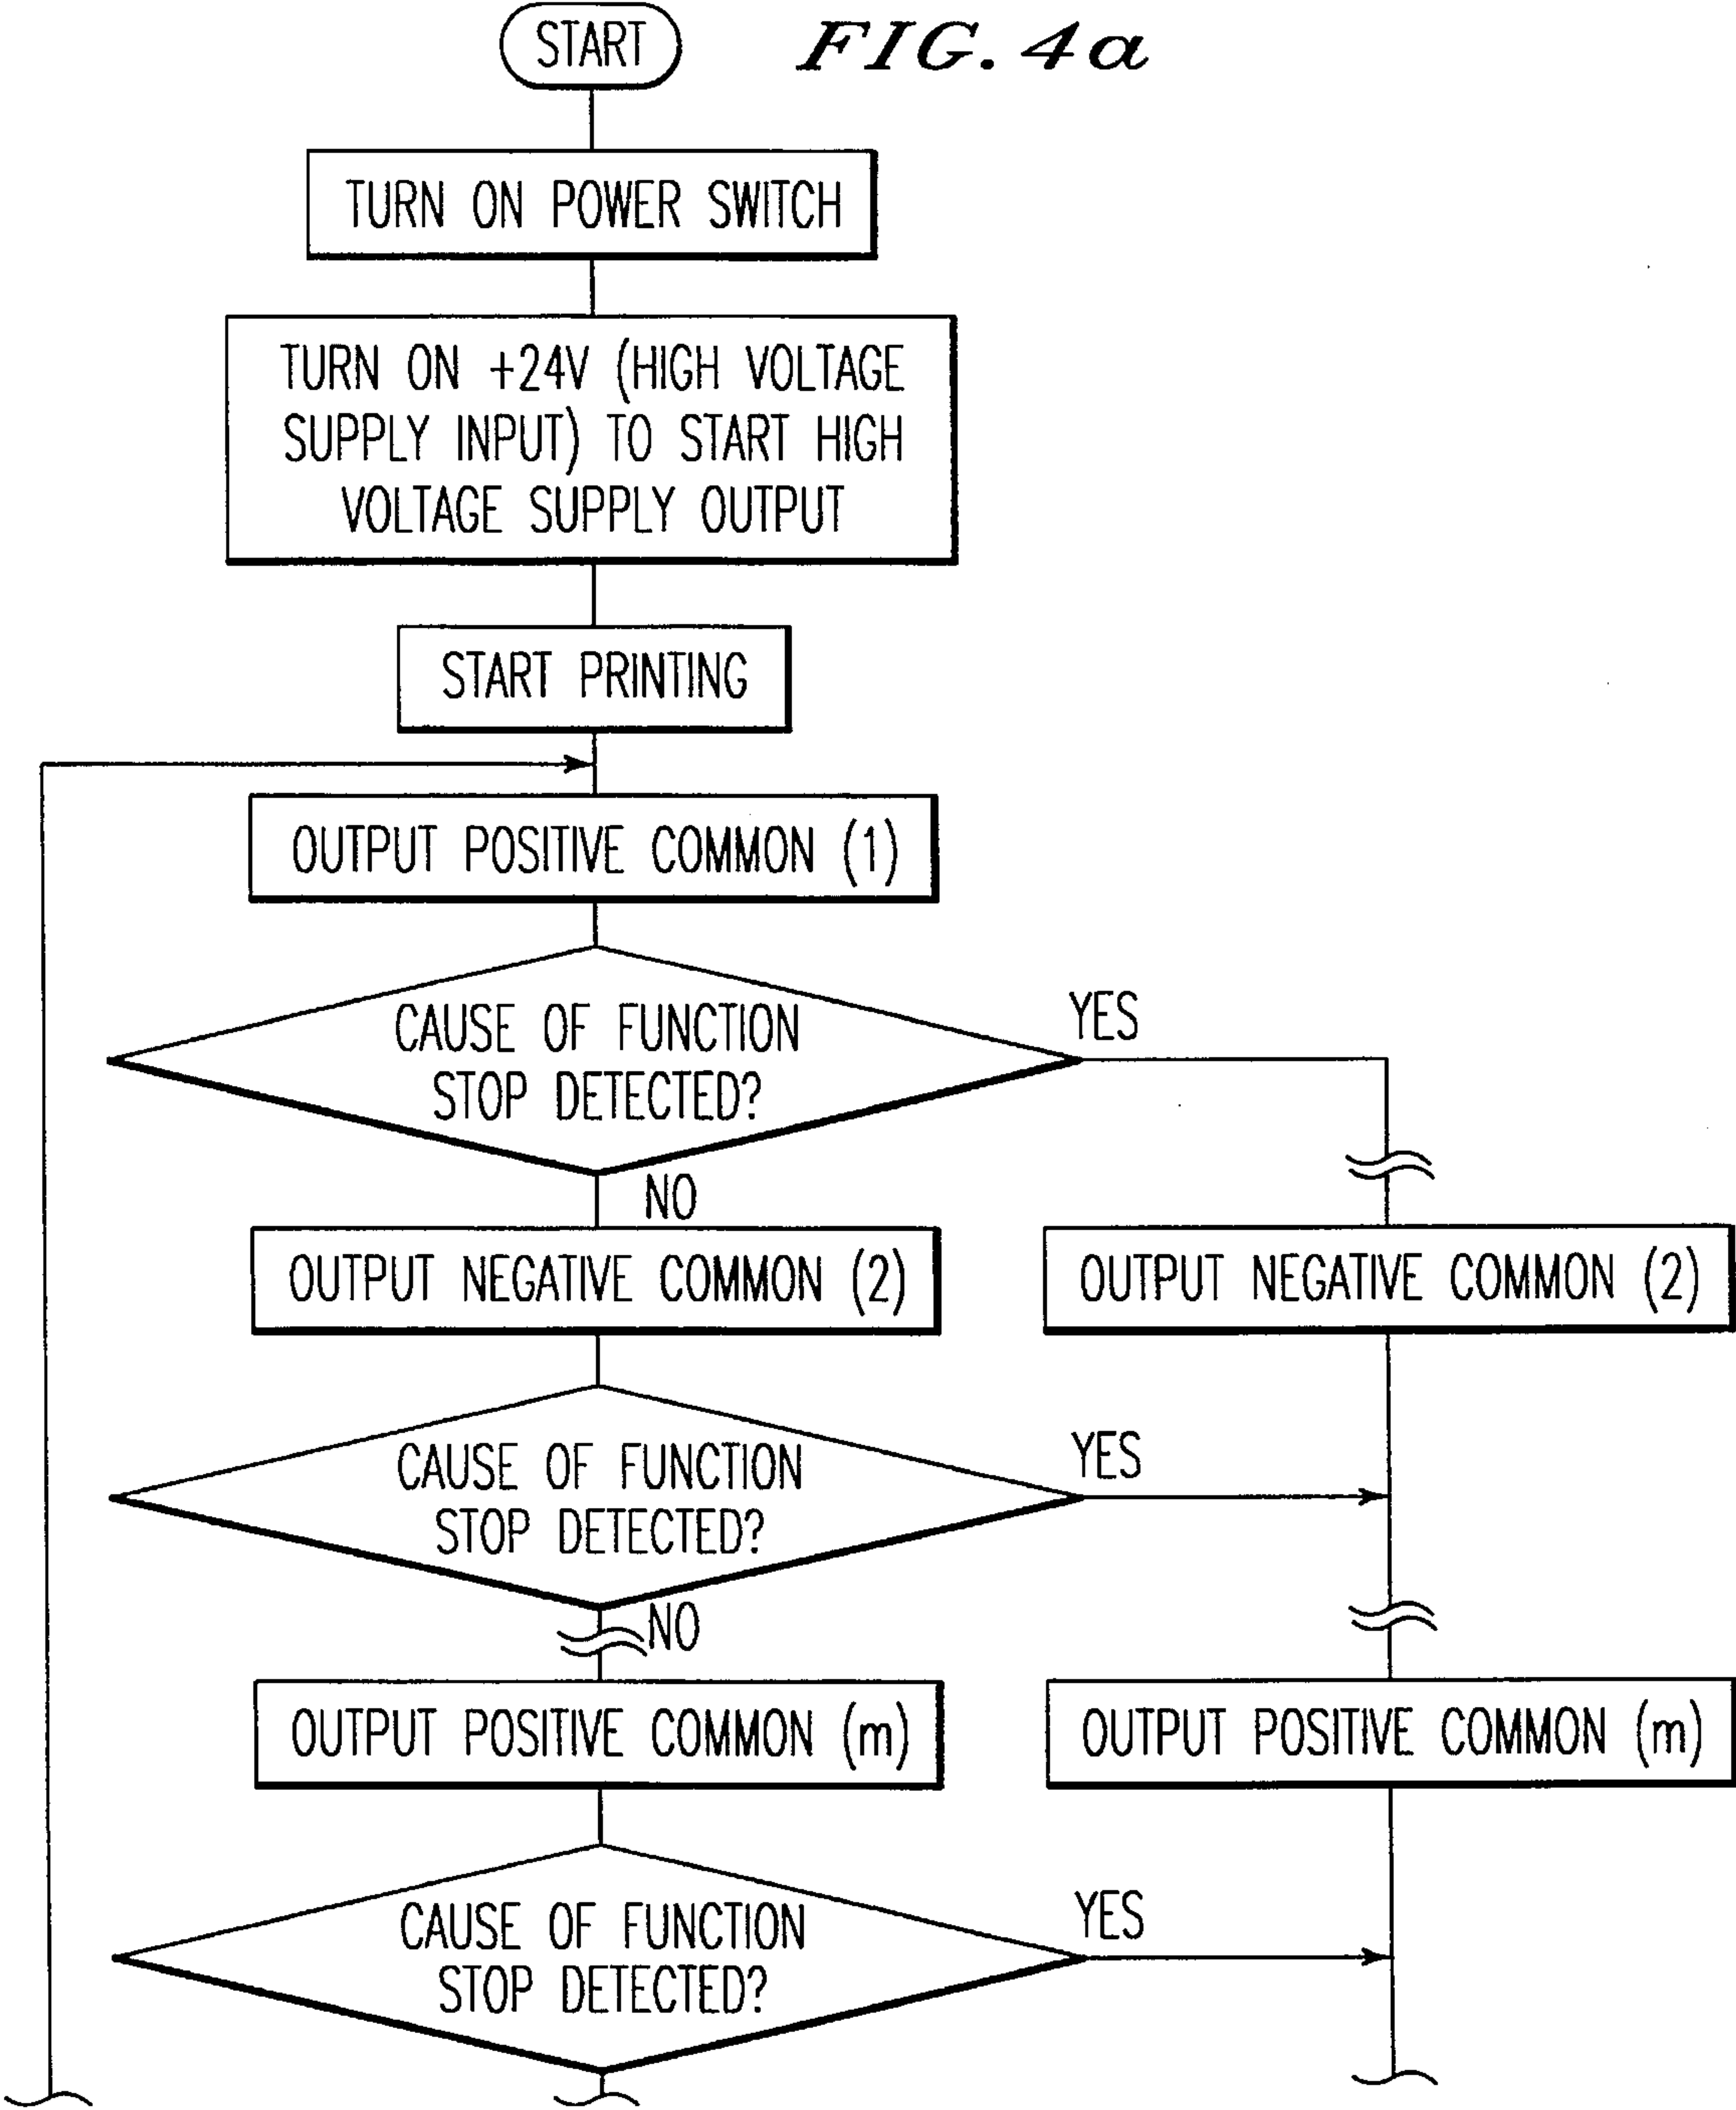 START
FIG. 4a
TURN ON POWER SWITCH
TURN ON +24V (HIGH VOLTAGE
SUPPLY INPUT) TO START HIGH
VOLTAGE SUPPLY OUTPUT
START PRINTING
OUTPUT POSITIVE COMMON (1)
CAUSE OF FUNCTION
STOP DETECTED?
YES
NO
OUTPUT NEGATIVE COMMON (2)
OUTPUT NEGATIVE COMMON (2)
CAUSE OF FUNCTION
STOP DETECTED?
YES
NO
OUTPUT POSITIVE COMMON (m)
OUTPUT POSITIVE COMMON (m)
CAUSE OF FUNCTION
STOP DETECTED?
YES